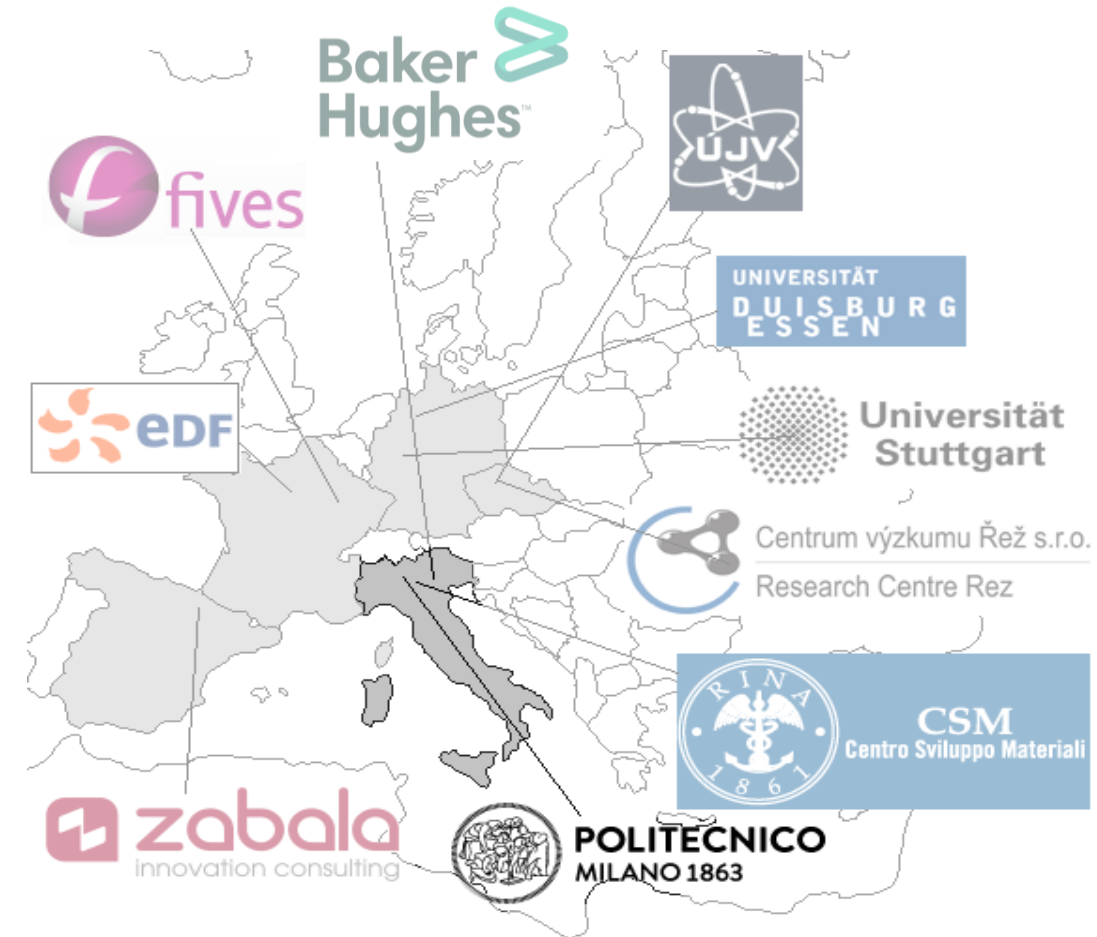 Baker
Hughes™
ÚJV
fives
UNIVERSITÄT
DUISBURG
ESSEN
eDF
Universität
Stuttgart
Centrum výzkumu Řež s.r.o.
Research Centre Rez
RINA
1861
CSM
Centro Sviluppo Materiali
zabala
innovation consulting
POLITECNICO
MILANO 1863